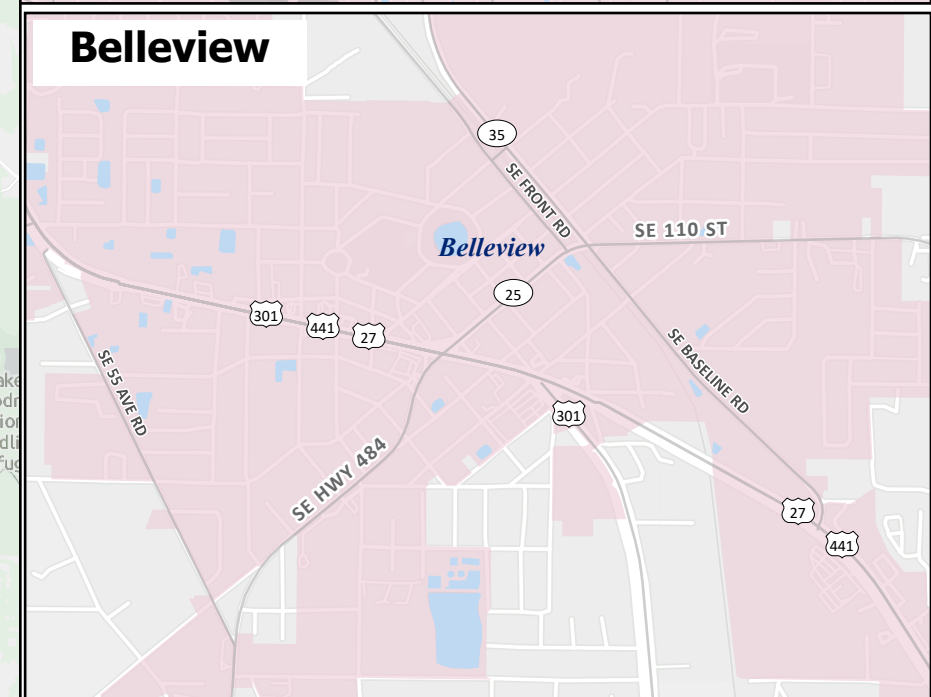 Belleview
35
SE FRONT RD
SE 110 ST
Belleview
25
301
441
27
SE BASELINE RD
SE 55 AVE RD
301
SE HWY 484
27
441